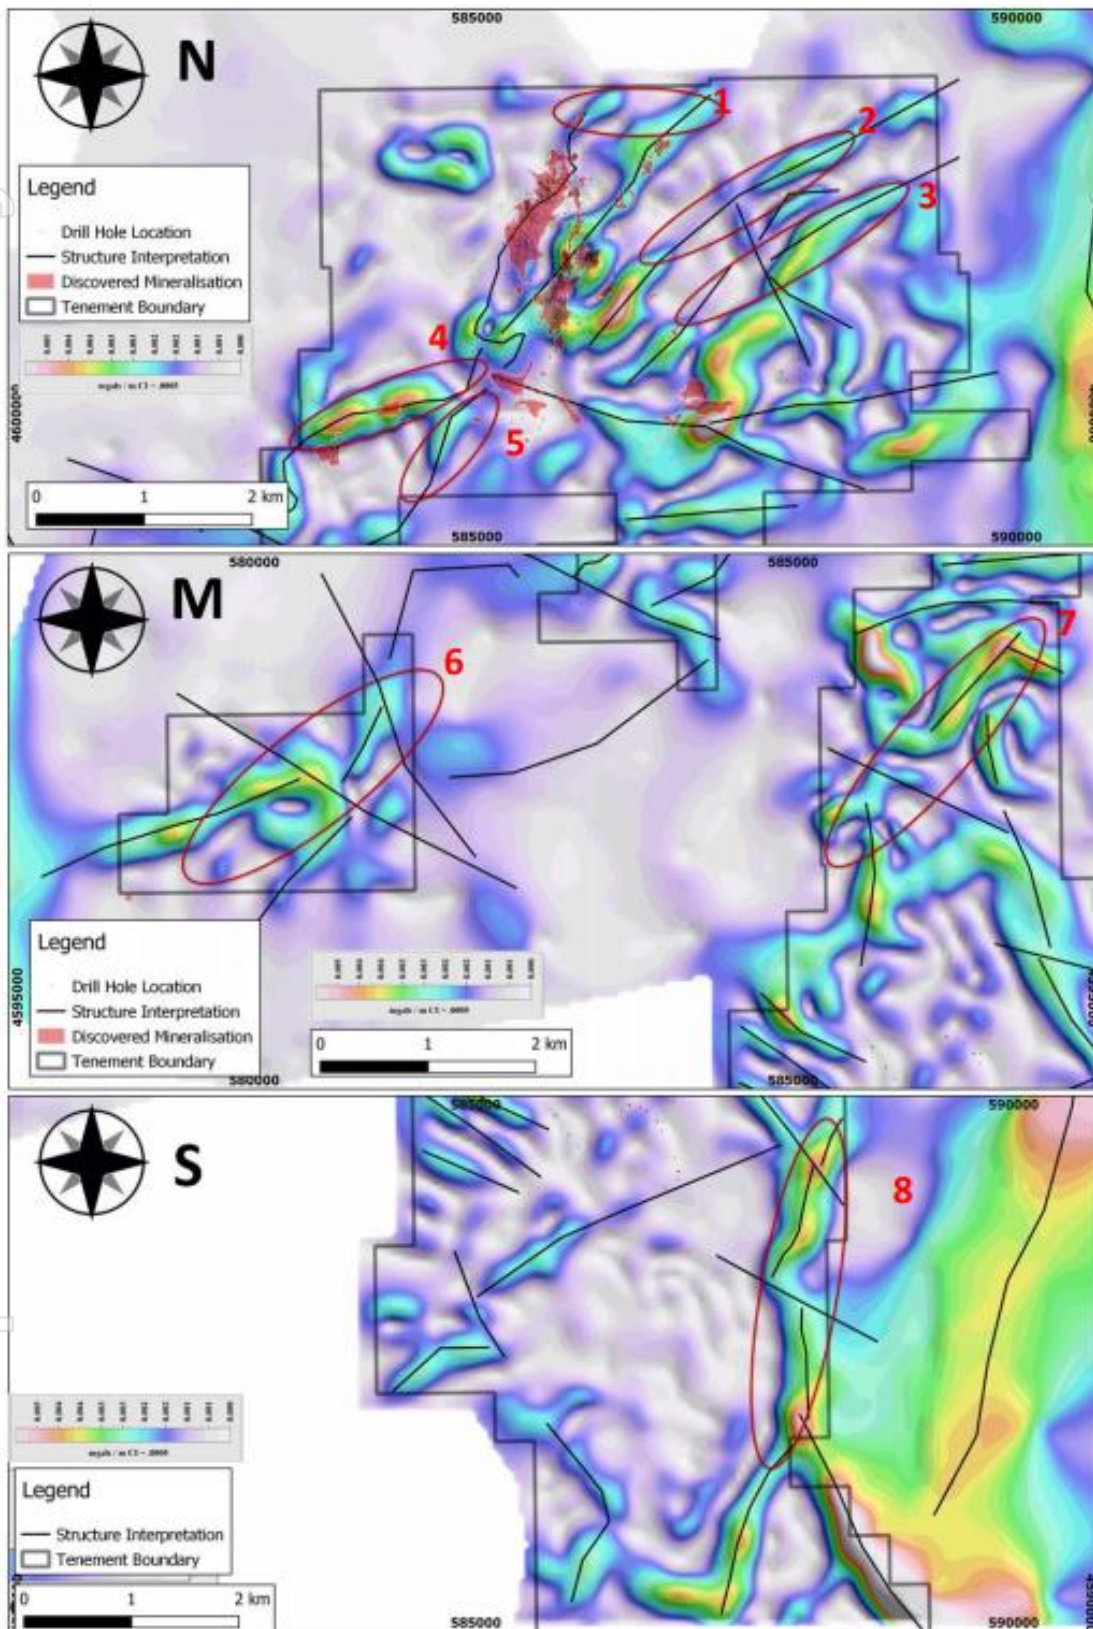 585000
590000
N
1
2
3
Legend
Drill Hole Location
Structure Interpretation
Discovered Mineralisation
Tenement Boundary
4
4600000
5
0 1 2 km
585000
590000
580000
585000
M
6
7
Legend
Drill Hole Location
Structure Interpretation
Discovered Mineralisation
Tenement Boundary
4595000
0 1 2 km
580000
585000
585000
590000
S
8
Legend
Structure Interpretation
Tenement Boundary
0 1 2 km
585000
590000